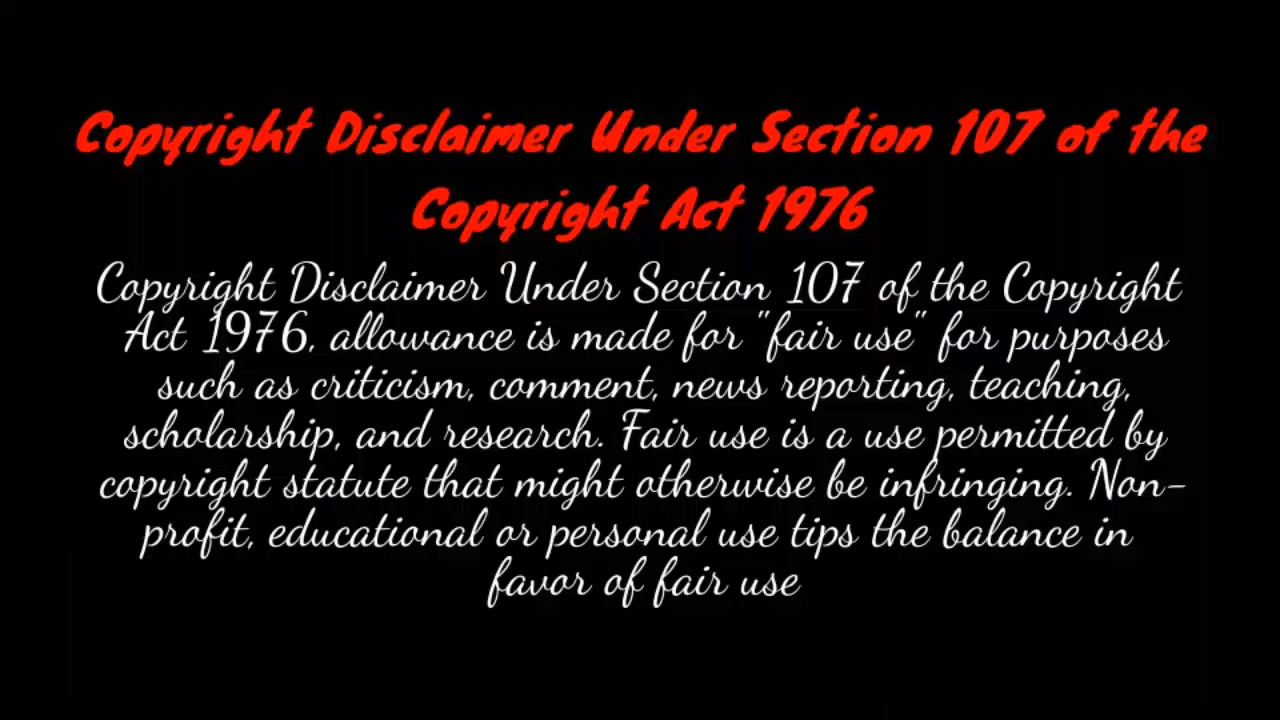 Copyright Disclaimer Under Section 107 of the
Copyright Act 1976
Copyright Disclaimer Under Section 107 of the Copyright
Act 1976, allowance is made for "fair use" for purposes
such as criticism, comment, news reporting, teaching,
scholarship, and research. Fair use is a use permitted by
copyright statute that might otherwise be infringing. Non-
profit, educational or personal use tips the balance in
favor of fair use